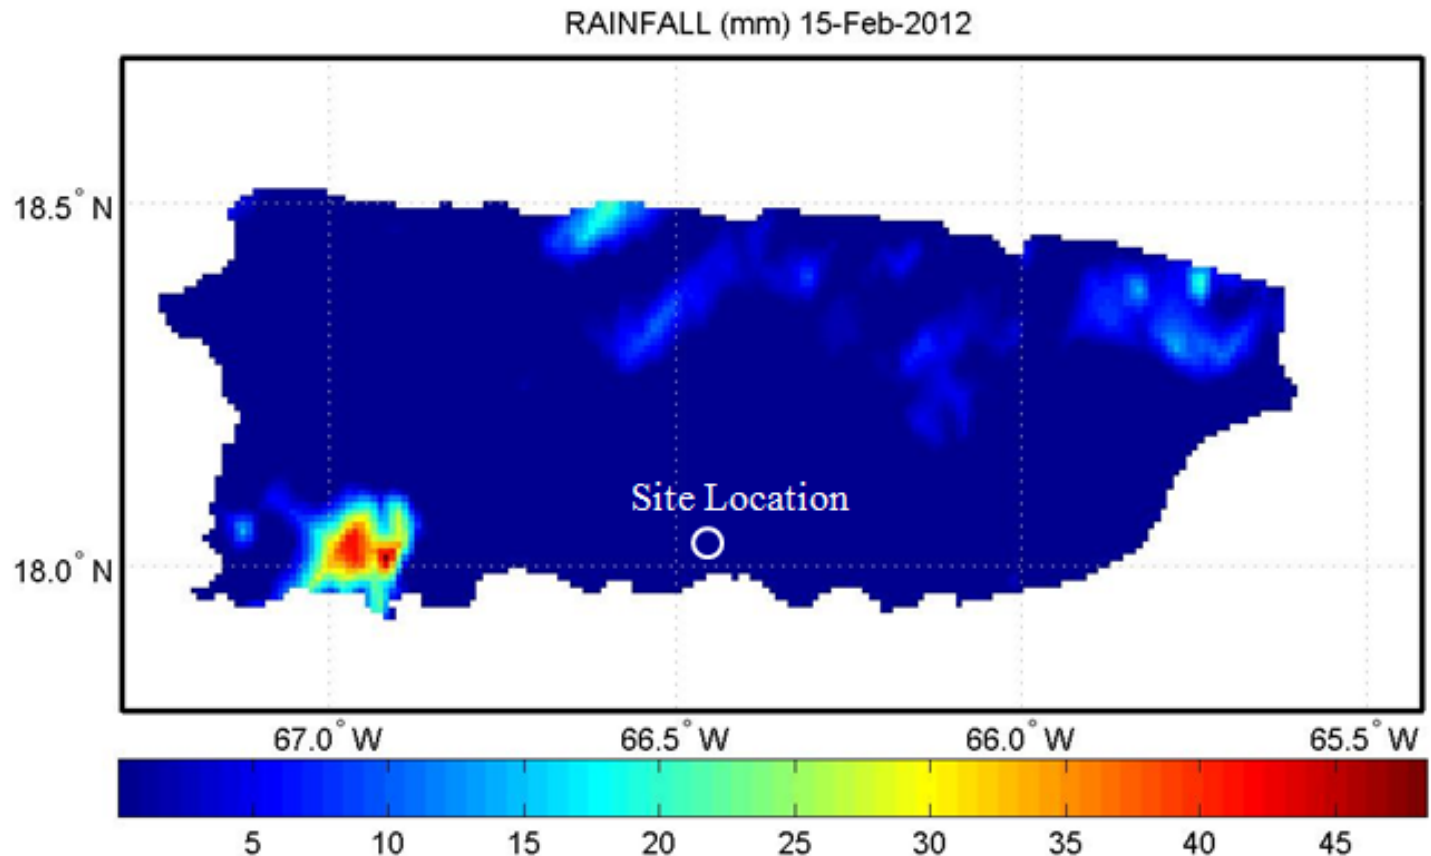 RAINFALL (mm) 15-Feb-2012
18.5° N
Site Location
18.0° N
67.0° W 66.5° W 66.0° W 65.5° W
5 10 15 20 25 30 35 40 45